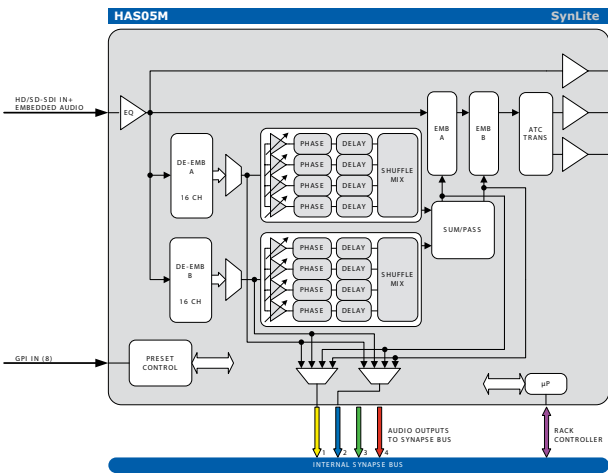 HAS05M SynLite
HD/SD-SDI IN+
EMBEDDED AUDIO
EQ
DE-EMB
A
16 CH
PHASE DELAY
PHASE DELAY
PHASE DELAY
PHASE DELAY
SHUFFLE
MIX
EMB
A
EMB
B
ATC
TRANS
SUM/PASS
DE-EMB
B
16 CH
PHASE DELAY
PHASE DELAY
PHASE DELAY
PHASE DELAY
SHUFFLE
MIX
GPI IN (8)
PRESET
CONTROL
µP
1 2 3 4
AUDIO OUTPUTS
TO SYNAPSE BUS
RACK
CONTROLLER
INTERNAL SYNAPSE BUS